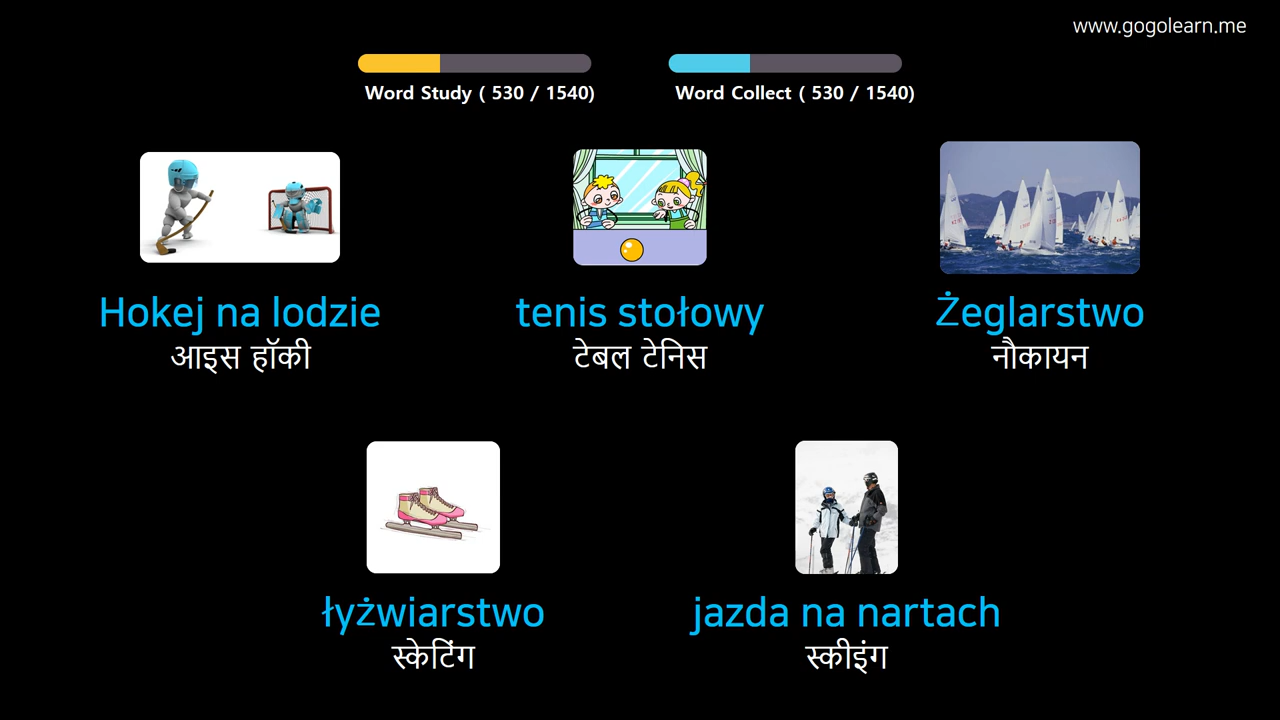 www.gogolearn.me
Word Study ( 530 / 1540)
Word Collect ( 530 / 1540)
Hokej na lodzie
आइस हॉकी
tenis stołowy
टेबल टेनिस
Żeglarstwo
नौकायन
łyżwiarstwo
स्केटिंग
jazda na nartach
स्कीइंग